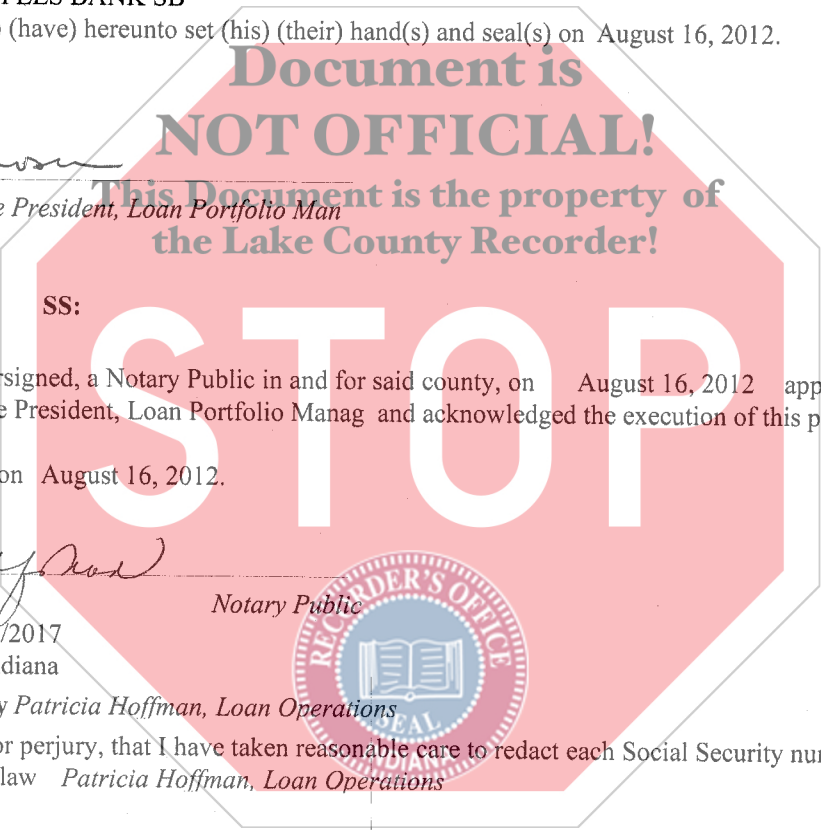 PLES BANK SB
(have) hereunto set (his) (their) hand(s) and seal(s) on August 16, 2012.
Document is
NOT OFFICIAL!
This Document is the property of
the Lake County Recorder!
e President, Loan Portfolio Man
SS:
rsigned, a Notary Public in and for said county, on August 16, 2012 app
e President, Loan Portfolio Manag and acknowledged the execution of this p
on August 16, 2012.
STOP
Notary Public
/2017
diana
y Patricia Hoffman, Loan Operations
or perjury, that I have taken reasonable care to redact each Social Security nu
law Patricia Hoffman, Loan Operations
RECORDER'S OFFICE
SEAL
INDIANA